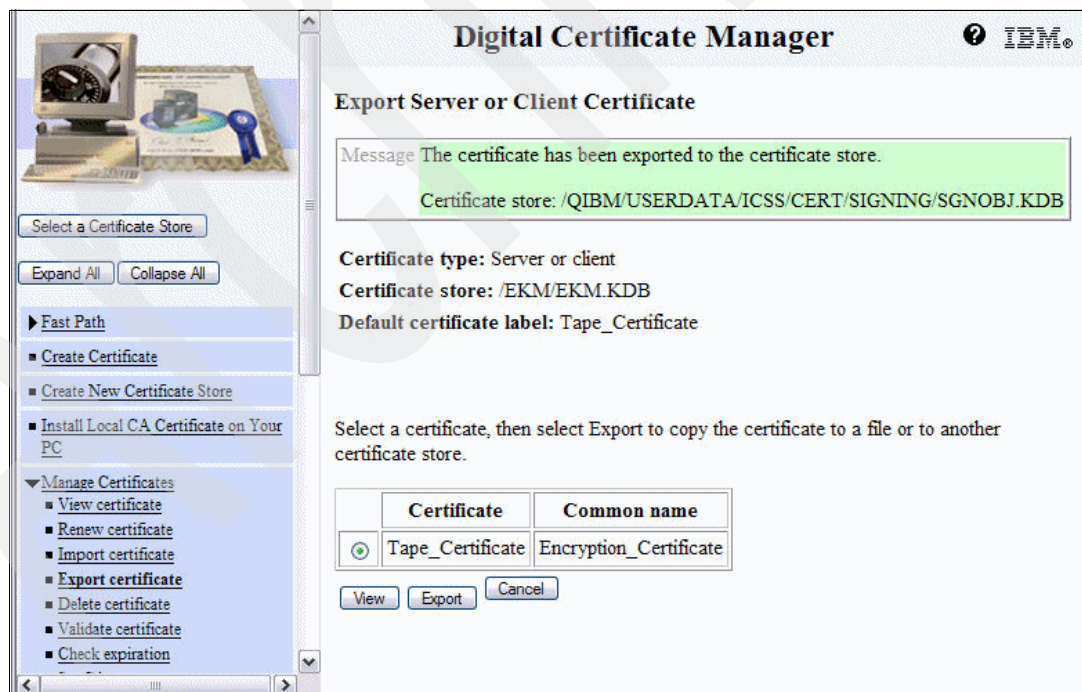 Digital Certificate Manager
IBM®
Select a Certificate Store
Expand All
Collapse All
Fast Path
Create Certificate
Create New Certificate Store
Install Local CA Certificate on Your
PC
Manage Certificates
View certificate
Renew certificate
Import certificate
Export certificate
Delete certificate
Validate certificate
Check expiration
Export Server or Client Certificate
Message The certificate has been exported to the certificate store.
Certificate store: /QIBM/USERDATA/ICSS/CERT/SIGNING/SGNOBJ.KDB
Certificate type: Server or client
Certificate store: /EKM/EKM.KDB
Default certificate label: Tape_Certificate
Select a certificate, then select Export to copy the certificate to a file or to another
certificate store.
Certificate Common name
Tape_Certificate Encryption_Certificate
View Export Cancel